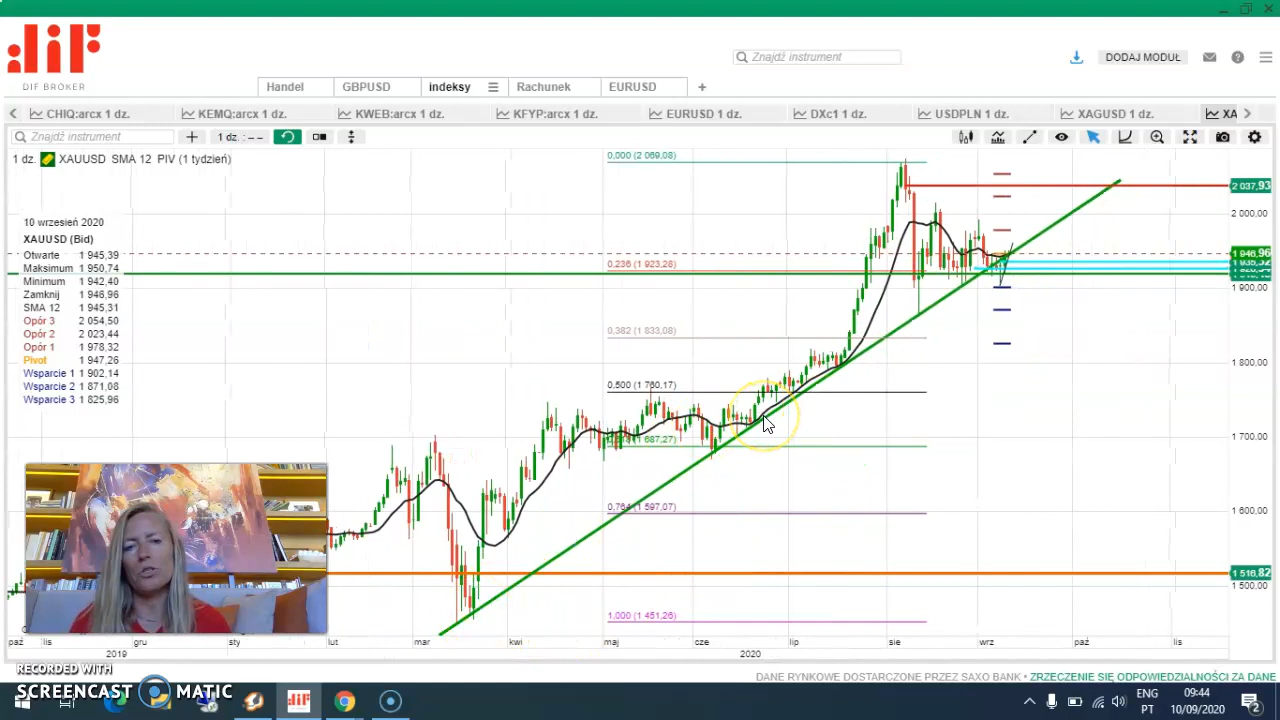 dif
DIF BROKER
Znajdź instrument
DODAJ MODUŁ
Handel
GBPUSD
indeksy
Rachunek
EURUSD
+
CHIQ:arcx 1 dz.
KEMQ:arcx 1 dz.
KWEB:arcx 1 dz.
KFYP:arcx 1 dz.
EURUSD 1 dz.
DXc1 1 dz.
USDPLN 1 dz.
XAGUSD 1 dz.
XA
Znajdź instrument
1 dz. : – –
1 dz. XAUUSD SMA 12 PIV (1 tydzień)
10 wrzesień 2020
XAUUSD (Bid)
Otwarte 1 945,39
Maksimum 1 950,74
Minimum 1 942,40
Zamknij 1 946,96
SMA 12 1 945,31
Opór 3 2 054,50
Opór 2 2 023,44
Opór 1 1 978,32
Pivot 1 947,26
Wsparcie 1 1 902,14
Wsparcie 2 1 871,08
Wsparcie 3 1 825,96
0,000 (2 069,08)
0,236 (1 923,28)
0,382 (1 833,08)
0,500 (1 760,17)
(1 687,27)
0,764 (1 597,07)
1,000 (1 451,26)
2 037,93
2 000,00
1 946,96
1 900,00
1 800,00
1 700,00
1 600,00
1 516,82
1 500,00
paź lis gru sty lut mar kwi maj cze lip sie wrz paź lis
2019 2020
DANE RYNKOWE DOSTARCZONE PRZEZ SAXO BANK • ZRZECZENIE SIĘ ODPOWIEDZIALNOŚCI ZA DANE
RECORDED WITH
SCREENCAST MATIC
ENG
PT
09:44
10/09/2020
2